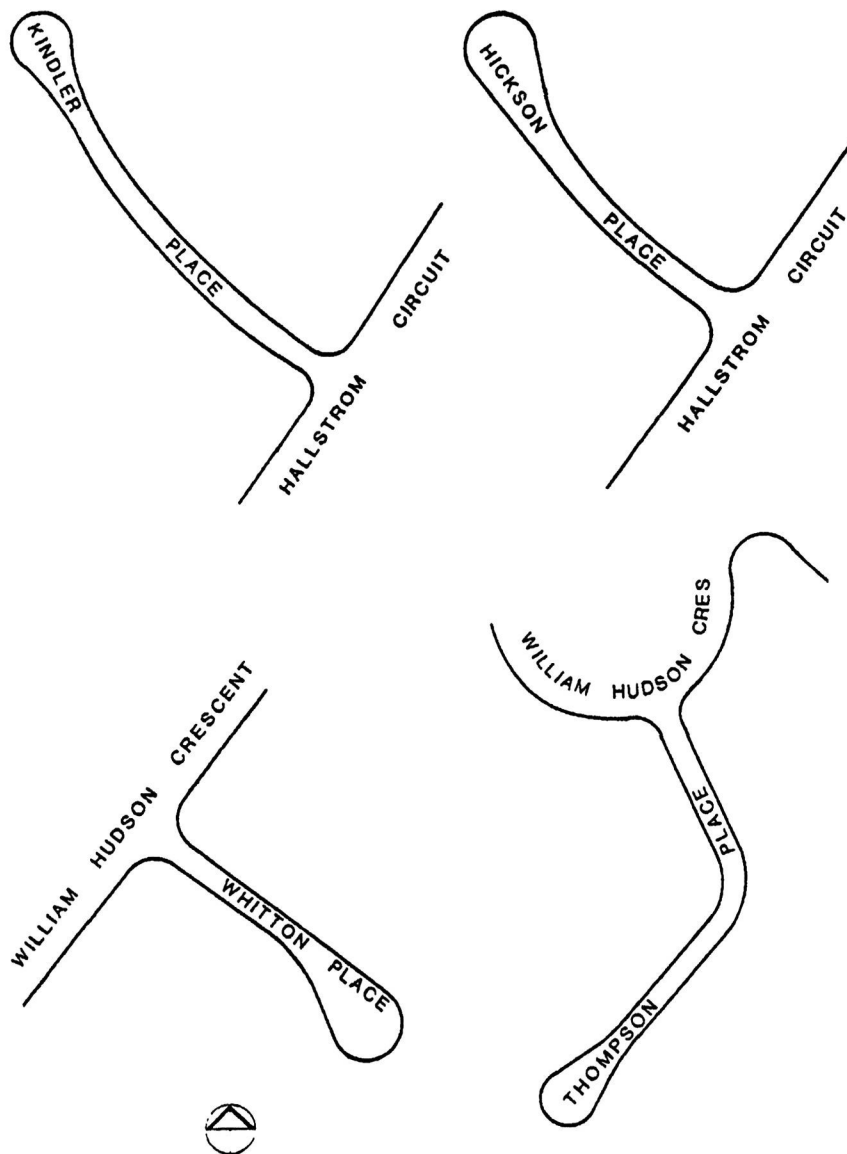 KINDLER PLACE
HALLSTROM CIRCUIT
HICKSON PLACE
HALLSTROM CIRCUIT
WILLIAM HUDSON CRESCENT
WHITTON PLACE
WILLIAM HUDSON CRES
THOMPSON PLACE